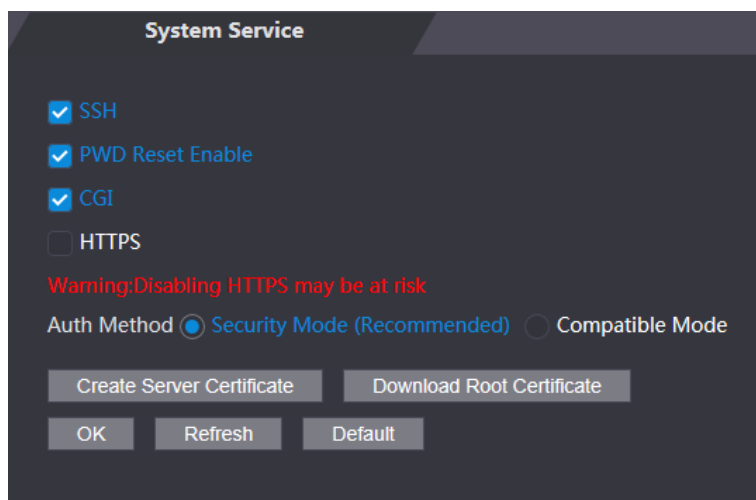 System Service
SSH
PWD Reset Enable
CGI
HTTPS
Warning:Disabling HTTPS may be at risk
Auth Method Security Mode (Recommended) Compatible Mode
Create Server Certificate Download Root Certificate
OK Refresh Default